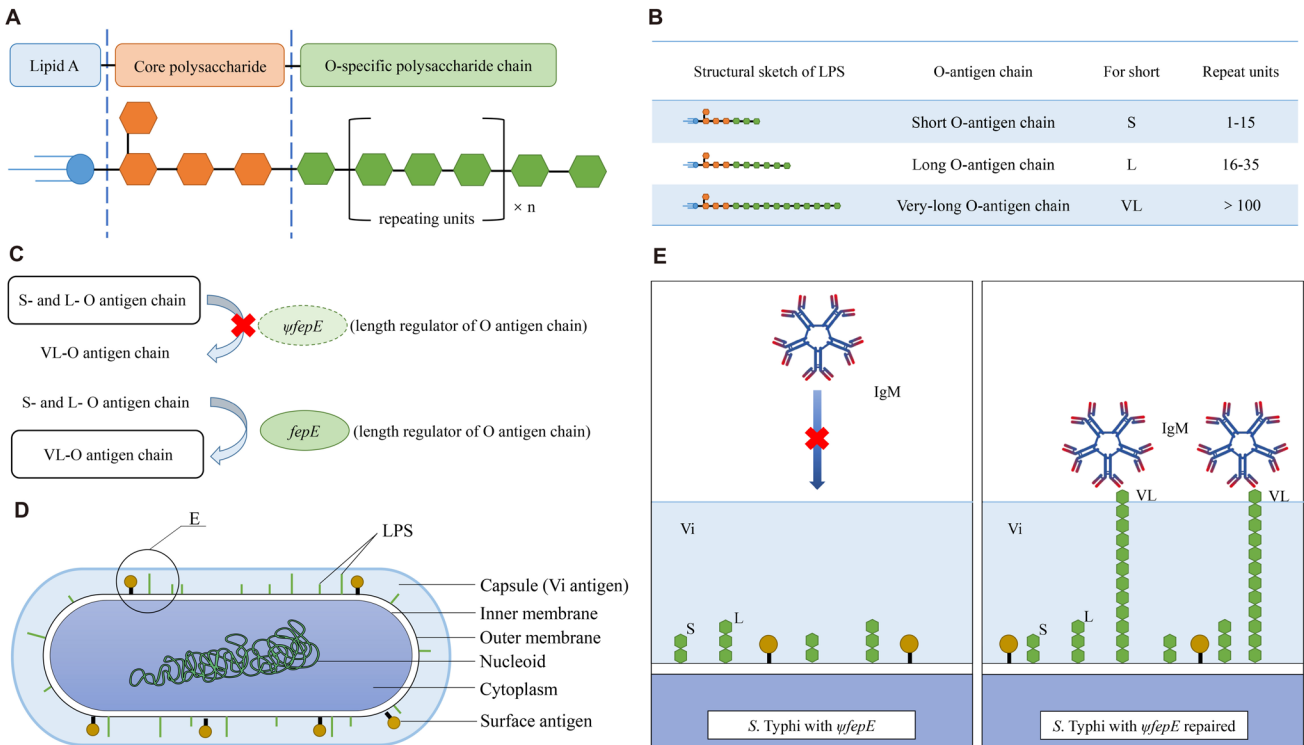 A
Lipid A
Core polysaccharide
O-specific polysaccharide chain
repeating units
× n
B
Structural sketch of LPS
O-antigen chain
For short
Repeat units
Short O-antigen chain
S
1-15
Long O-antigen chain
L
16-35
Very-long O-antigen chain
VL
> 100
C
S- and L- O antigen chain
ψfepE
(length regulator of O antigen chain)
VL-O antigen chain
S- and L- O antigen chain
fepE
(length regulator of O antigen chain)
VL-O antigen chain
D
E
LPS
Capsule (Vi antigen)
Inner membrane
Outer membrane
Nucleoid
Cytoplasm
Surface antigen
E
IgM
Vi
S
L
S. Typhi with ψfepE
IgM
VL
VL
Vi
S
L
S. Typhi with ψfepE repaired